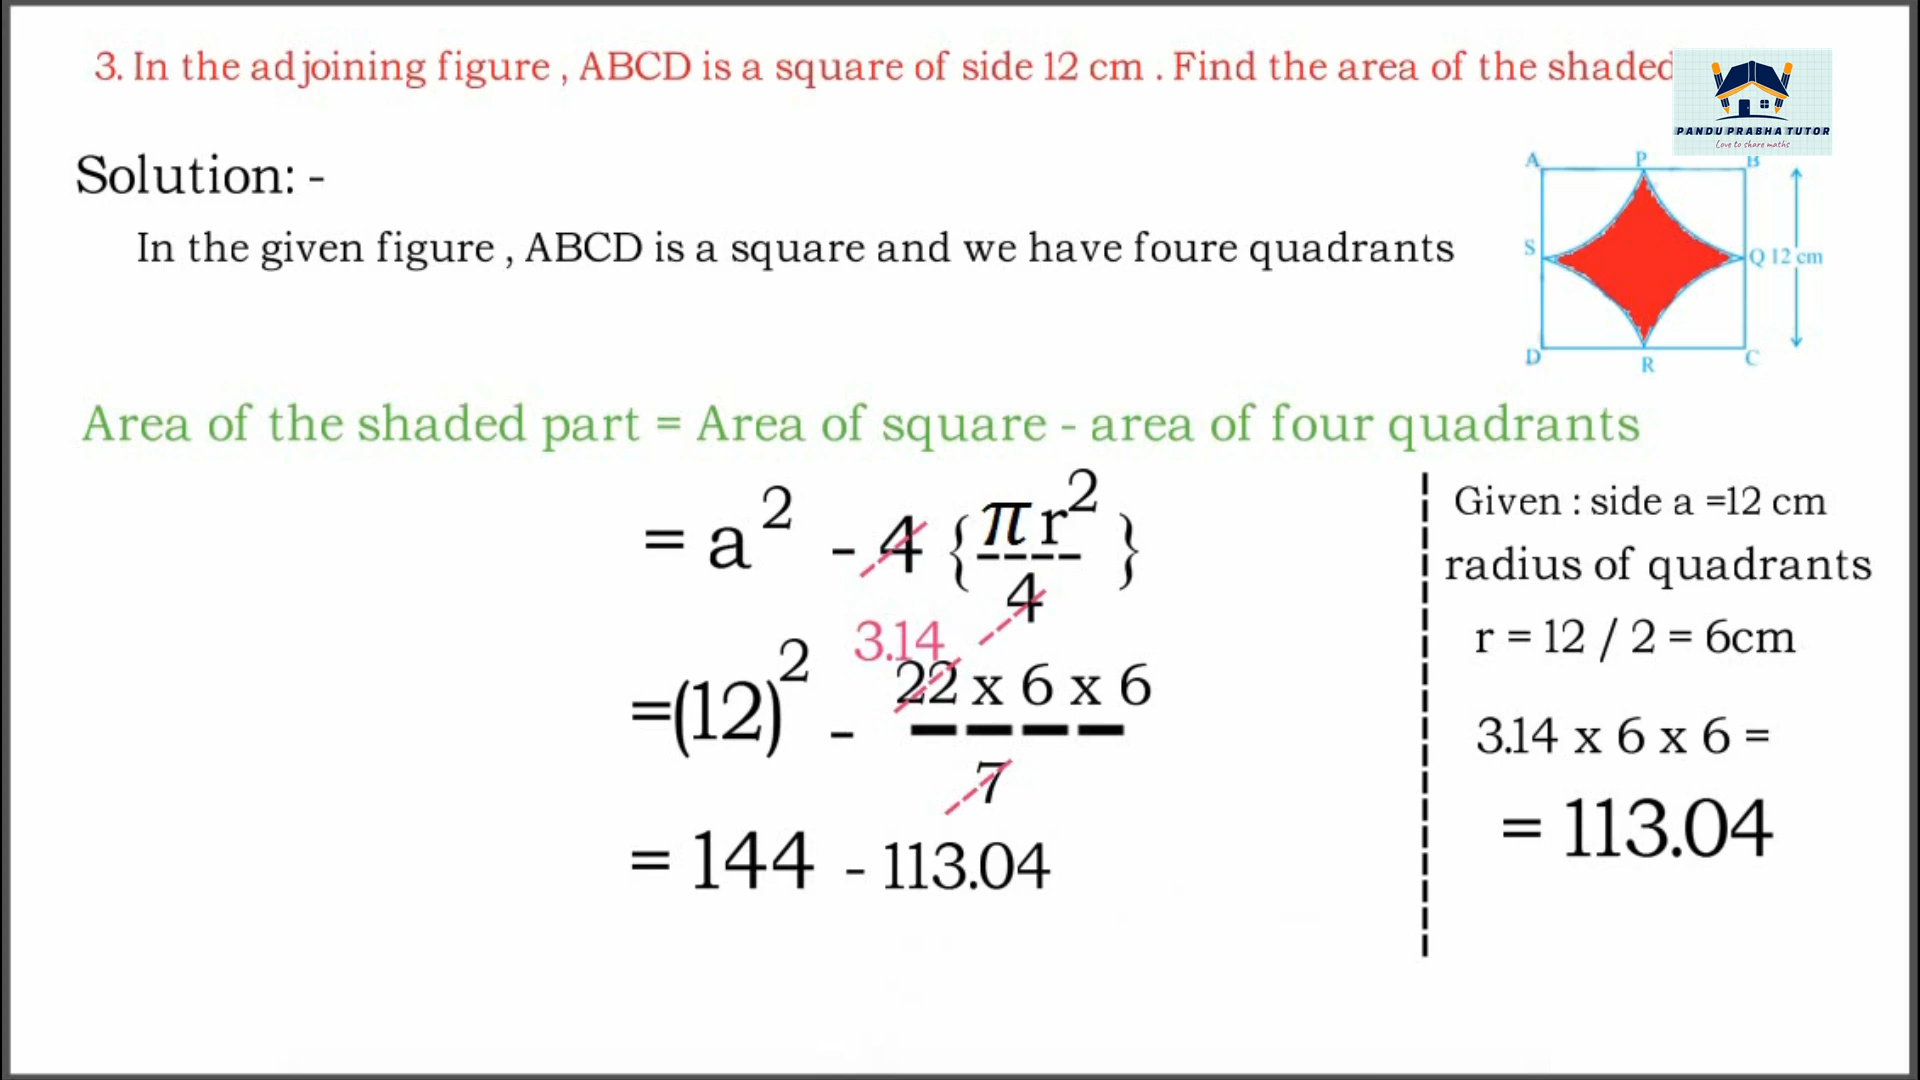 3. In the adjoining figure , ABCD is a square of side 12 cm . Find the area of the shaded
PANDU PRABHA TUTOR
Love to share maths
Solution: -
A P B
In the given figure , ABCD is a square and we have foure quadrants
S Q 12 cm
D R C
Area of the shaded part = Area of square - area of four quadrants
= a² - 4 { πr² / 4 }
3.14
=(12)² - 22 x 6 x 6 / 7
= 144 - 113.04
Given : side a =12 cm
radius of quadrants
r = 12 / 2 = 6cm
3.14 x 6 x 6 =
= 113.04